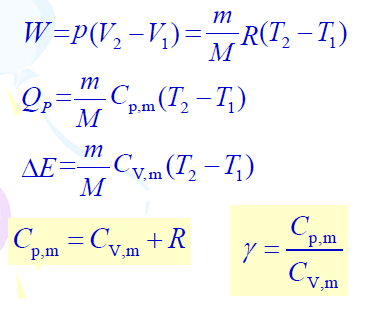 W=p(V₂−V₁)=m/M R(T₂−T₁)
Q_P=m/M C_p,m(T₂−T₁)
ΔE=m/M C_V,m(T₂−T₁)
C_p,m=C_V,m+R
γ=C_p,m/C_V,m